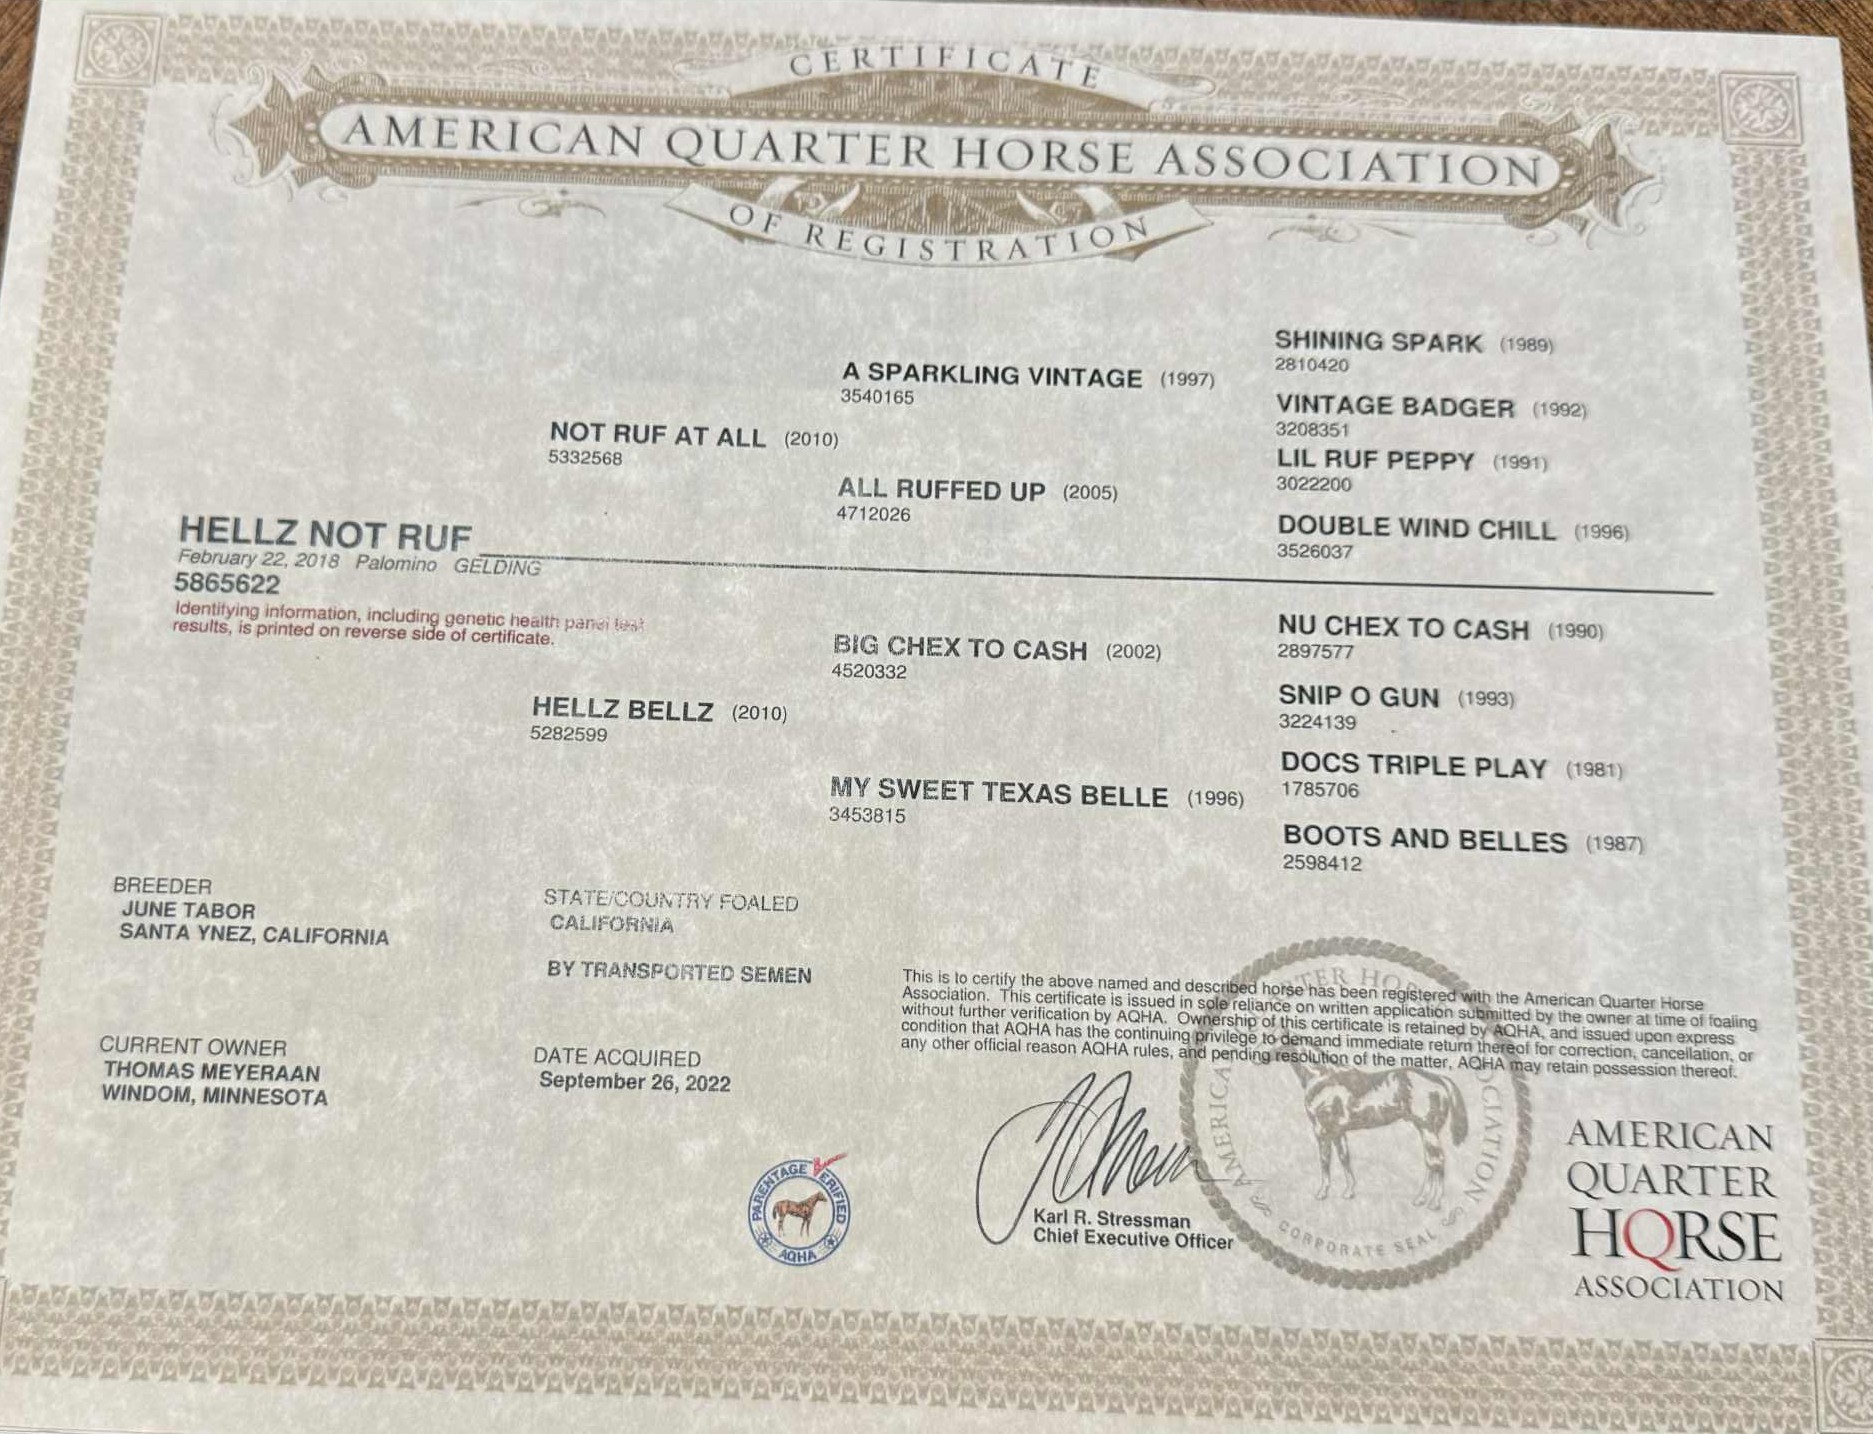 CERTIFICATE
AMERICAN QUARTER HORSE ASSOCIATION
OF REGISTRATION
SHINING SPARK (1989)
2810420
A SPARKLING VINTAGE (1997)
3540165
VINTAGE BADGER (1992)
3208351
NOT RUF AT ALL (2010)
5332568
LIL RUF PEPPY (1991)
3022200
ALL RUFFED UP (2005)
4712026
DOUBLE WIND CHILL (1996)
3526037
HELLZ NOT RUF
February 22, 2018 Palomino GELDING
5865622
Identifying information, including genetic health panel test
results, is printed on reverse side of certificate.
NU CHEX TO CASH (1990)
2897577
BIG CHEX TO CASH (2002)
4520332
SNIP O GUN (1993)
3224139
HELLZ BELLZ (2010)
5282599
DOCS TRIPLE PLAY (1981)
1785706
MY SWEET TEXAS BELLE (1996)
3453815
BOOTS AND BELLES (1987)
2598412
BREEDER
JUNE TABOR
SANTA YNEZ, CALIFORNIA
STATE/COUNTRY FOALED
CALIFORNIA
BY TRANSPORTED SEMEN
CURRENT OWNER
THOMAS MEYERAAN
WINDOM, MINNESOTA
DATE ACQUIRED
September 26, 2022
This is to certify the above named and described horse has been registered with the American Quarter Horse
Association. This certificate is issued in sole reliance on written application submitted by the owner at time of foaling
without further verification by AQHA. Ownership of this certificate is retained by AQHA, and issued upon express
condition that AQHA has the continuing privilege to demand immediate return thereof for correction, cancellation, or
any other official reason AQHA rules, and pending resolution of the matter, AQHA may retain possession thereof.
PARENTAGE VERIFIED
AQHA
Karl R. Stressman
Chief Executive Officer
CORPORATE SEAL
AMERICAN
QUARTER
HORSE
ASSOCIATION